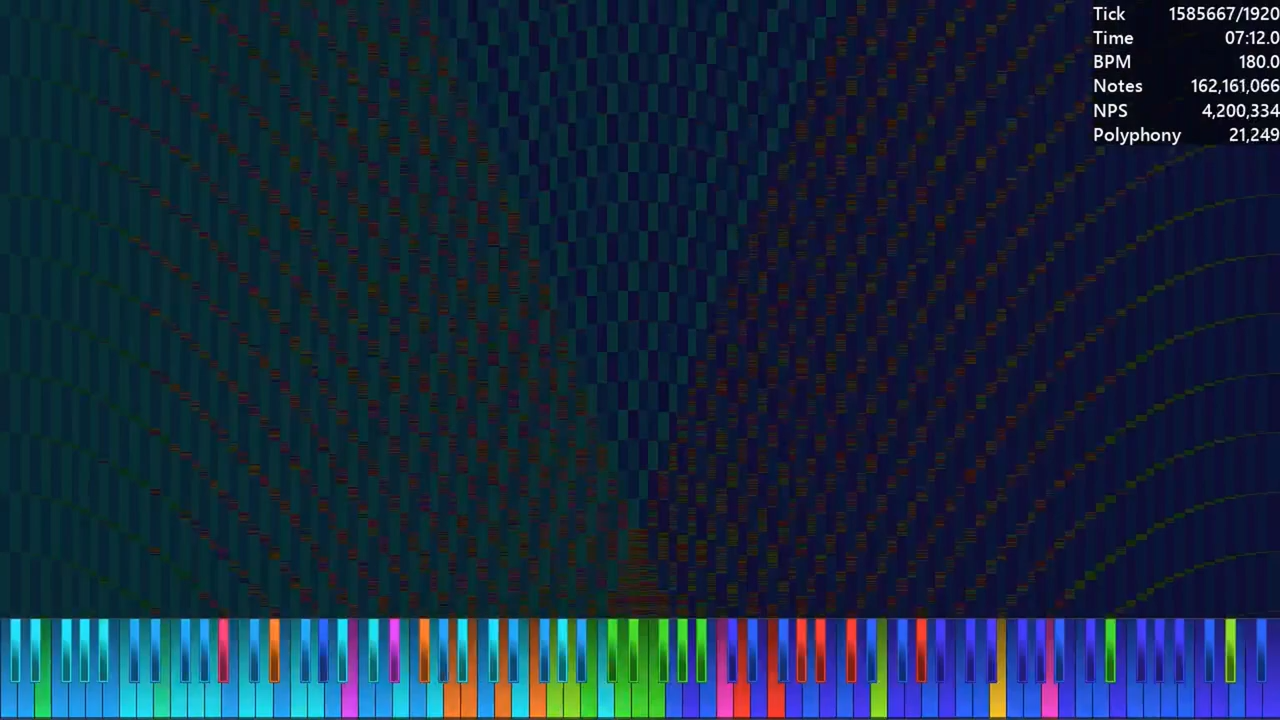 Tick 1585667/1920
Time 07:12.0
BPM 180.0
Notes 162,161,066
NPS 4,200,334
Polyphony 21,249